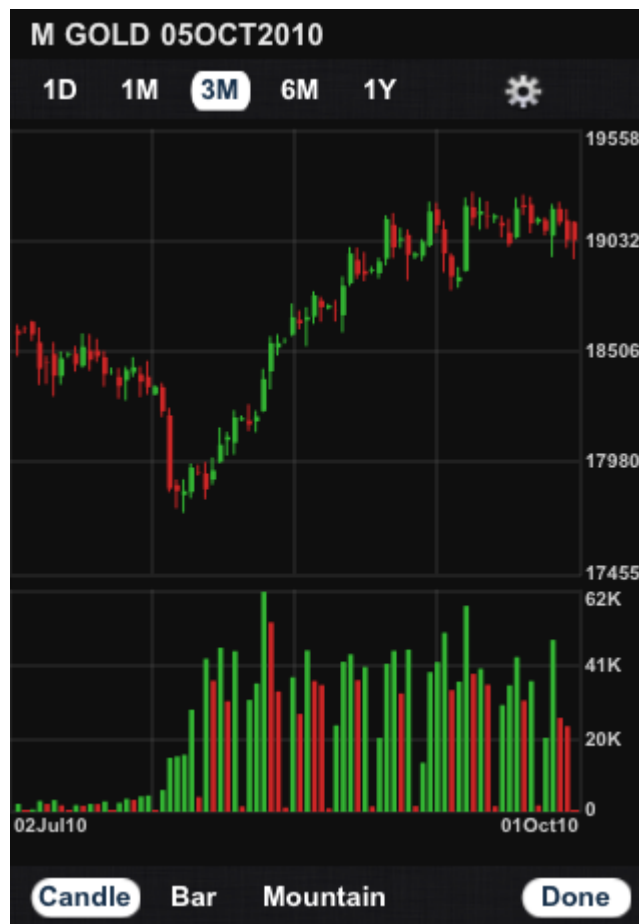 M GOLD 05OCT2010
1D 1M 3M 6M 1Y
19558
19032
18506
17980
17455
62K
41K
20K
0
02Jul10 01Oct10
Candle Bar Mountain Done